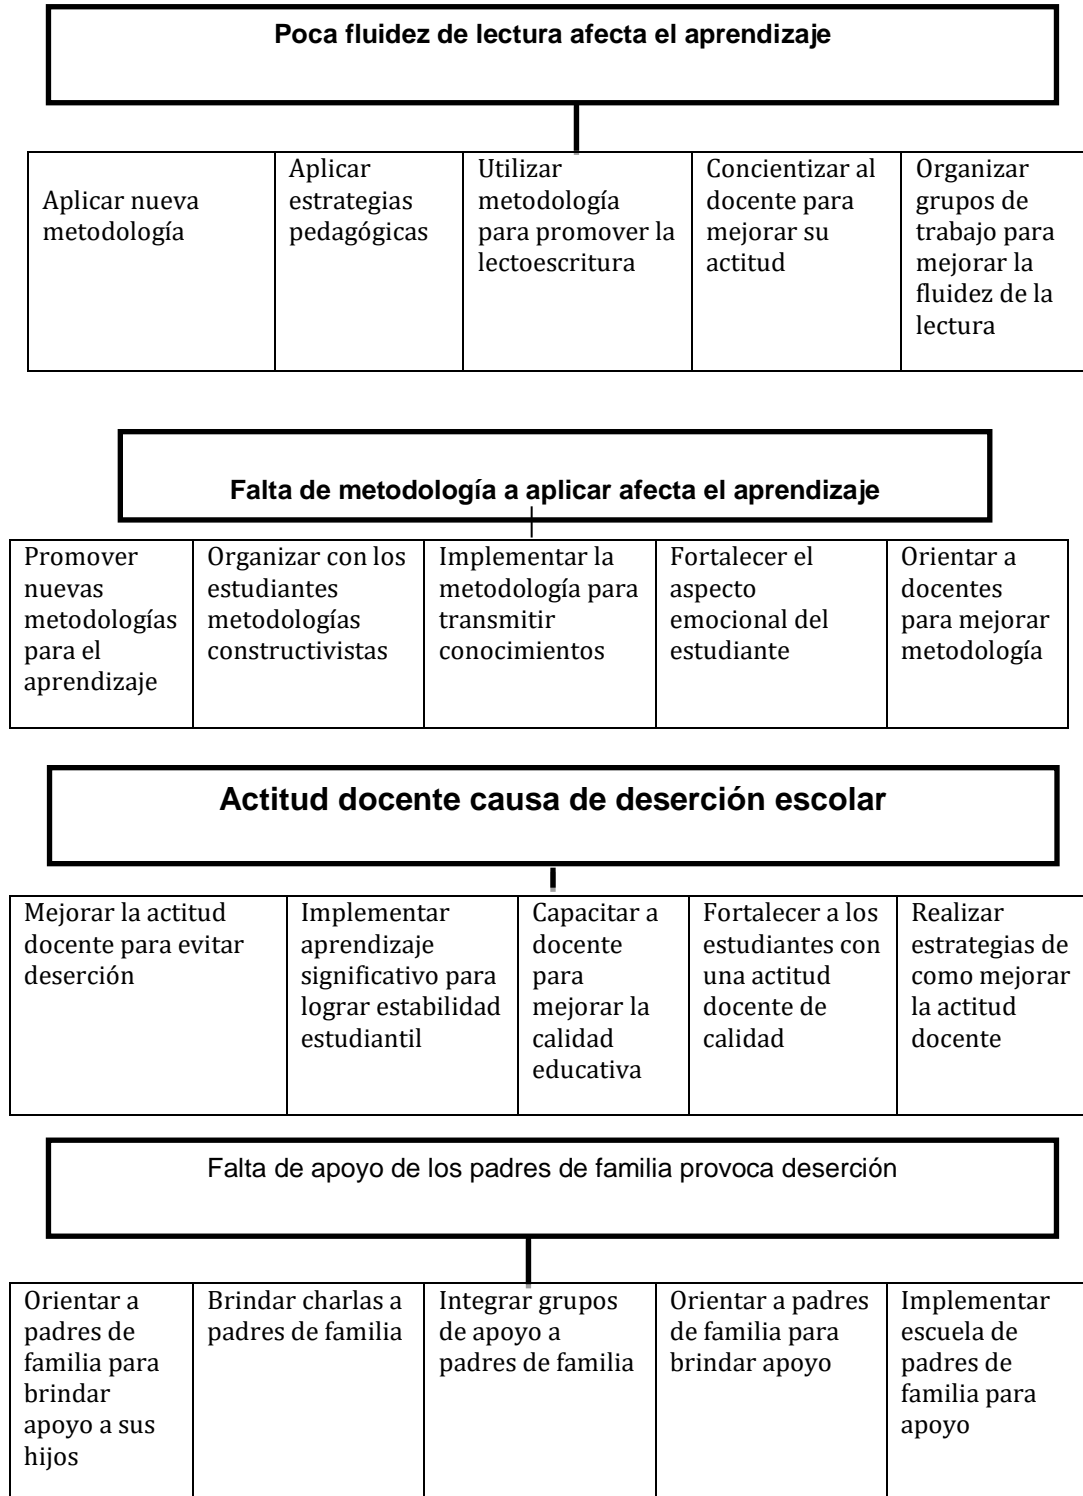 Poca fluidez de lectura afecta el aprendizaje
Aplicar nueva
metodología
Aplicar
estrategias
pedagógicas
Utilizar
metodología
para promover la
lectoescritura
Concientizar al
docente para
mejorar su
actitud
Organizar
grupos de
trabajo para
mejorar la
fluidez de la
lectura
Falta de metodología a aplicar afecta el aprendizaje
Promover
nuevas
metodologías
para el
aprendizaje
Organizar con los
estudiantes
metodologías
constructivistas
Implementar la
metodología para
transmitir
conocimientos
Fortalecer el
aspecto
emocional del
estudiante
Orientar a
docentes
para mejorar
metodología
Actitud docente causa de deserción escolar
Mejorar la actitud
docente para evitar
deserción
Implementar
aprendizaje
significativo para
lograr estabilidad
estudiantil
Capacitar a
docente
para
mejorar la
calidad
educativa
Fortalecer a los
estudiantes con
una actitud
docente de
calidad
Realizar
estrategias de
como mejorar
la actitud
docente
Falta de apoyo de los padres de familia provoca deserción
Orientar a
padres de
familia para
brindar
apoyo a sus
hijos
Brindar charlas a
padres de familia
Integrar grupos
de apoyo a
padres de familia
Orientar a padres
de familia para
brindar apoyo
Implementar
escuela de
padres de
familia para
apoyo